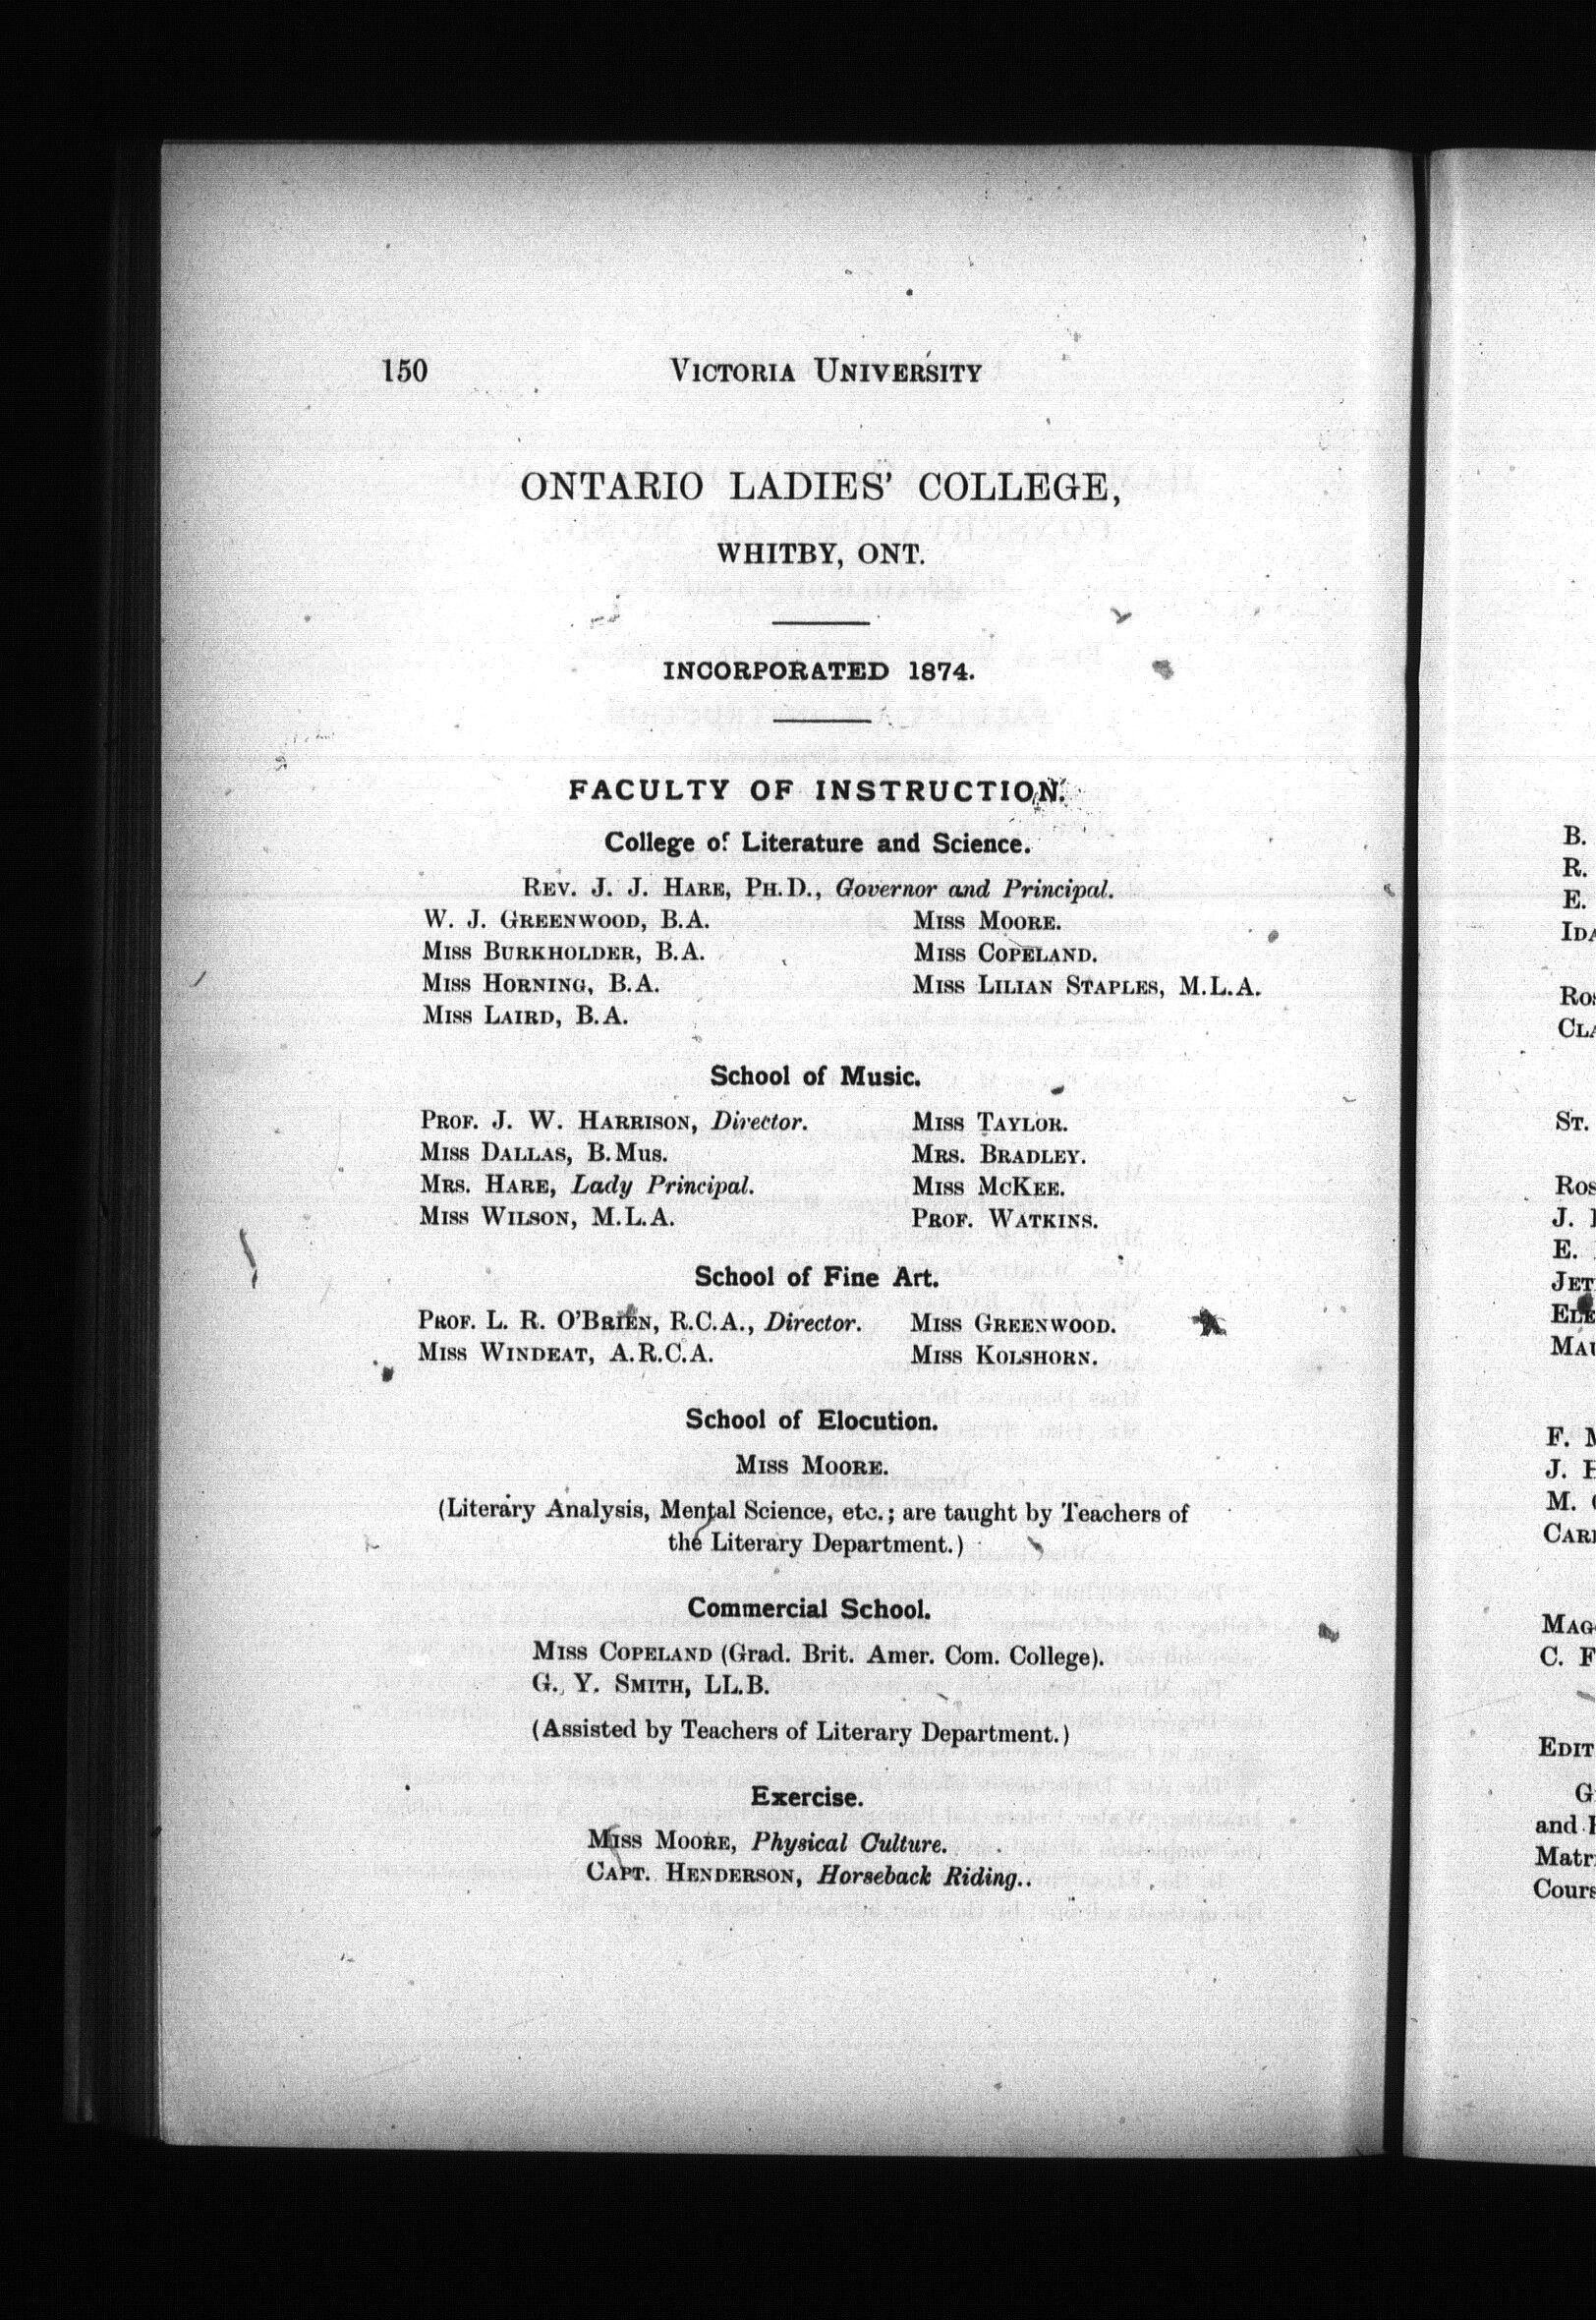 150 VICTORIA UNIVERSITY
ONTARIO LADIES' COLLEGE,
WHITBY, ONT.
INCORPORATED 1874.
FACULTY OF INSTRUCTION.
College of Literature and Science.
REV. J. J. HARE, PH.D., Governor and Principal.
W. J. GREENWOOD, B.A. MISS MOORE.
MISS BURKHOLDER, B.A. MISS COPELAND.
MISS HORNING, B.A. MISS LILIAN STAPLES, M.L.A.
MISS LAIRD, B.A.
School of Music.
PROF. J. W. HARRISON, Director. MISS TAYLOR.
MISS DALLAS, B.Mus. MRS. BRADLEY.
MRS. HARE, Lady Principal. MISS MCKEE.
MISS WILSON, M.L.A. PROF. WATKINS.
School of Fine Art.
PROF. L. R. O'BRIEN, R.C.A., Director. MISS GREENWOOD.
MISS WINDEAT, A.R.C.A. MISS KOLSHORN.
School of Elocution.
MISS MOORE.
(Literary Analysis, Mental Science, etc.; are taught by Teachers of
the Literary Department.)
Commercial School.
MISS COPELAND (Grad. Brit. Amer. Com. College).
G. Y. SMITH, LL.B.
(Assisted by Teachers of Literary Department.)
Exercise.
MISS MOORE, Physical Culture.
CAPT. HENDERSON, Horseback Riding..
B.
R.
E.
ST.
J.
E.
F.
J.
M.
C. F
and